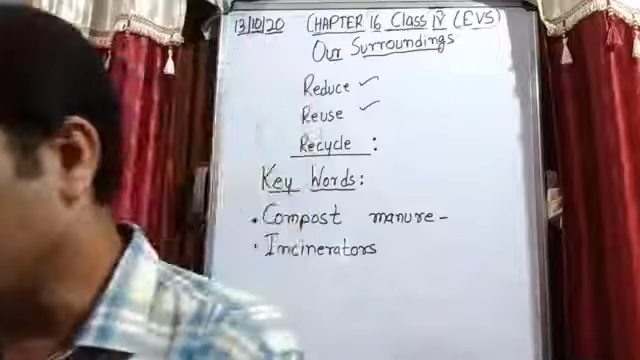 13/10/20 CHAPTER 16 Class IV (EVS)
Our Surroundings
Reduce ✓
Reuse ✓
Recycle :
Key Words:
• Compost manure -
• Incinerators